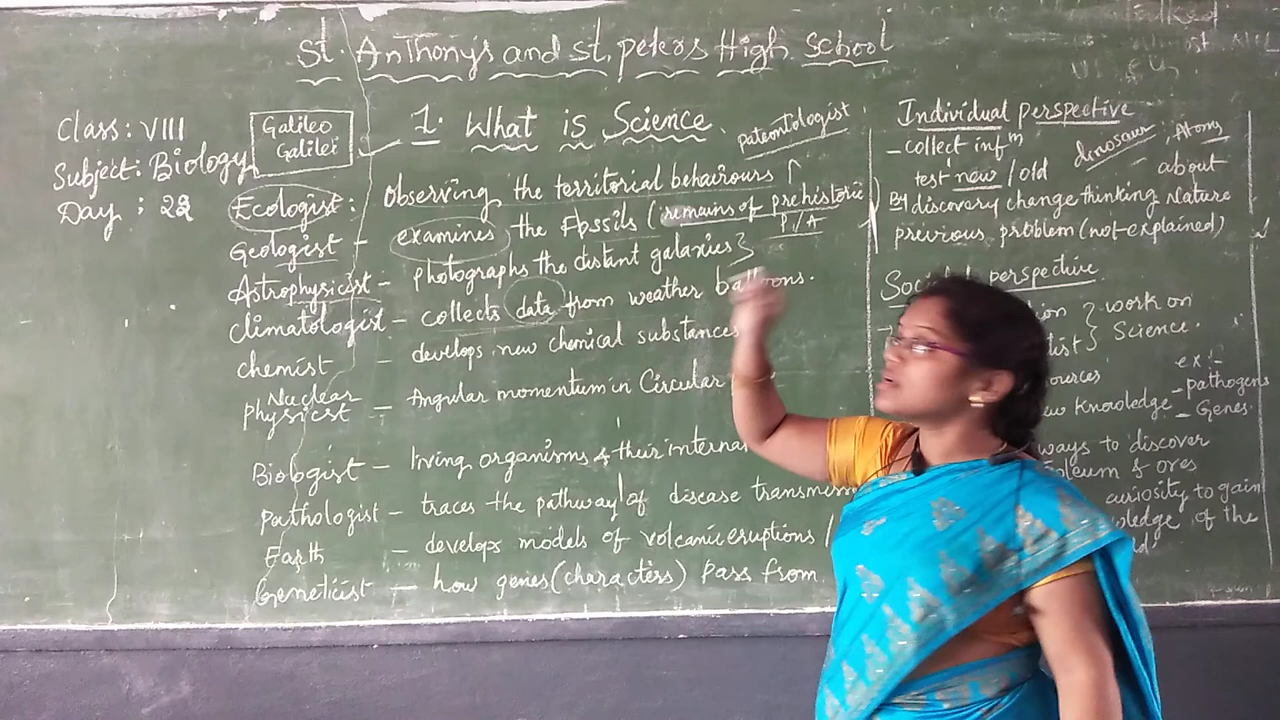 St. Anthony's and St. peters High School
Class: VIII
Subject: Biology
Day : 22
Galileo
Galilei
1. What is Science
pateontologist
Ecologist: Observing the territorial behaviours
Geologist - examines the Fossils (remains of prehistoric)
P/A
Astrophysicist - photographs the distant galaxies
Climatologist - collects data from weather balloons.
chemist - develops new chemical substances
Nuclear
physicst - Angular momentum in Circular
Biologist - living organisms & their internal
pathologist - traces the pathway of disease
Earth - develops models of volcanic eruptions /
Geneticist - how genes (characters) Pass from
Individual perspective
- collect infm
dinosaur, Atoms
test new / old
about
By discovery change thinking Nature
previous problem (not explained)
perspective
work on
Science.
ex:-
Knowledge - pathogens
- Genes.
ways to discover
& ores
curiosity to gain
of the